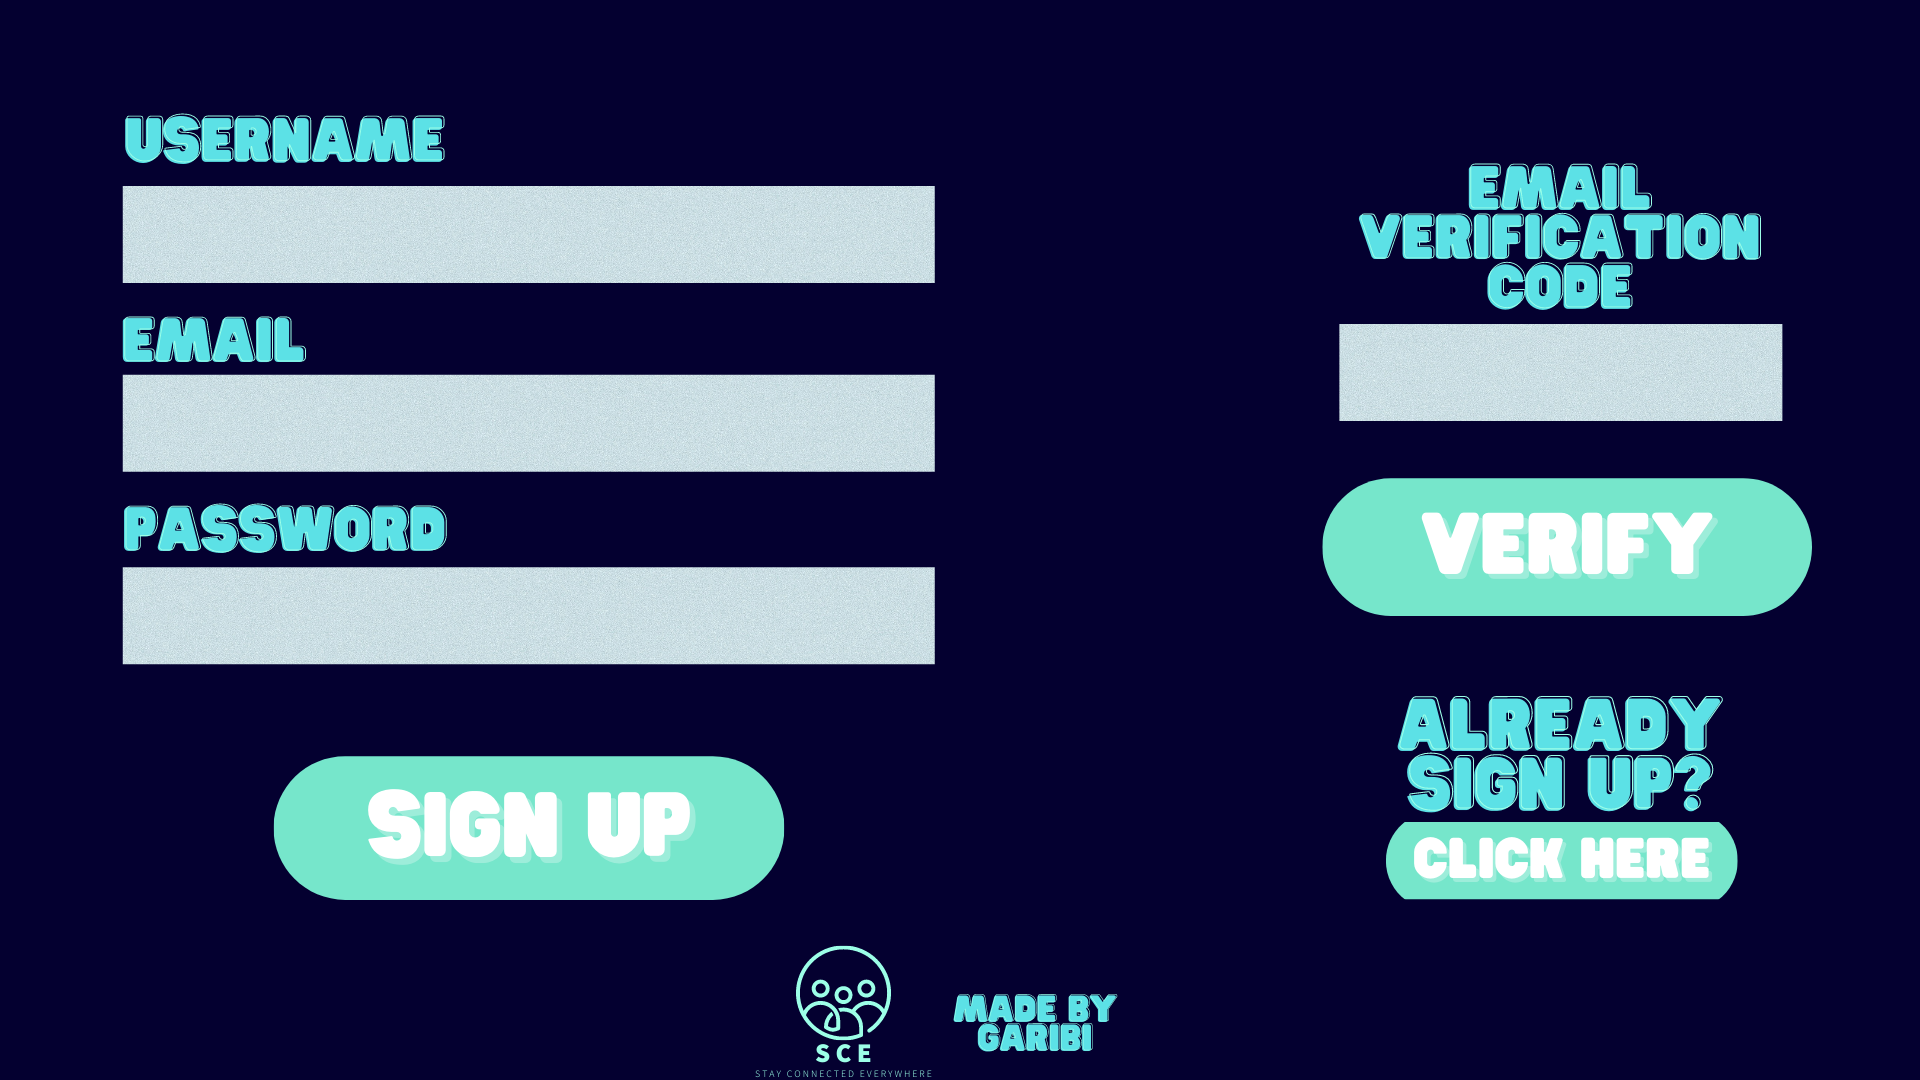 USERNAME
EMAIL
PASSWORD
SIGN UP
EMAIL
VERIFICATION
CODE
VERIFY
ALREADY
SIGN UP?
CLICK HERE
SCE
STAY CONNECTED EVERYWHERE
MADE BY
GARIBI